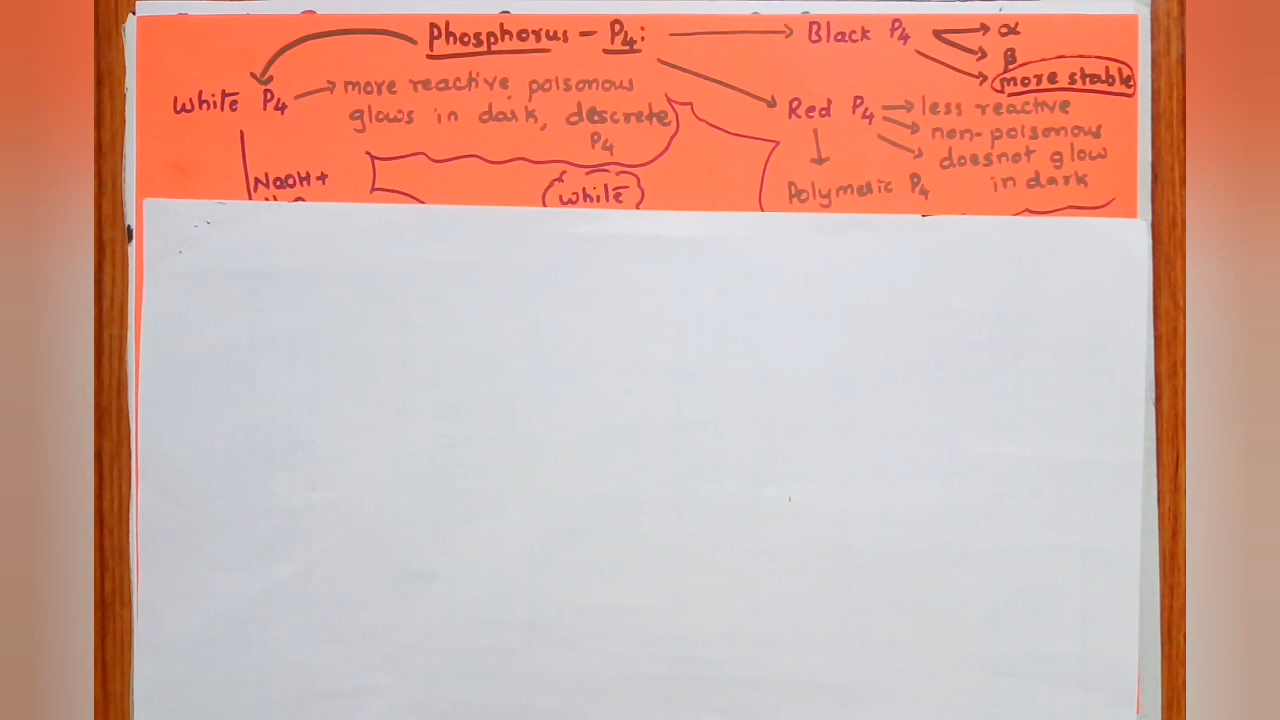 Phosphorus - P4:
Black P4
α
β
more stable
White P4
more reactive poisonous
glows in dark, descrete
P4
Red P4
less reactive
non-poisonous
doesnot glow
in dark
Polymeric P4
NaOH +
white